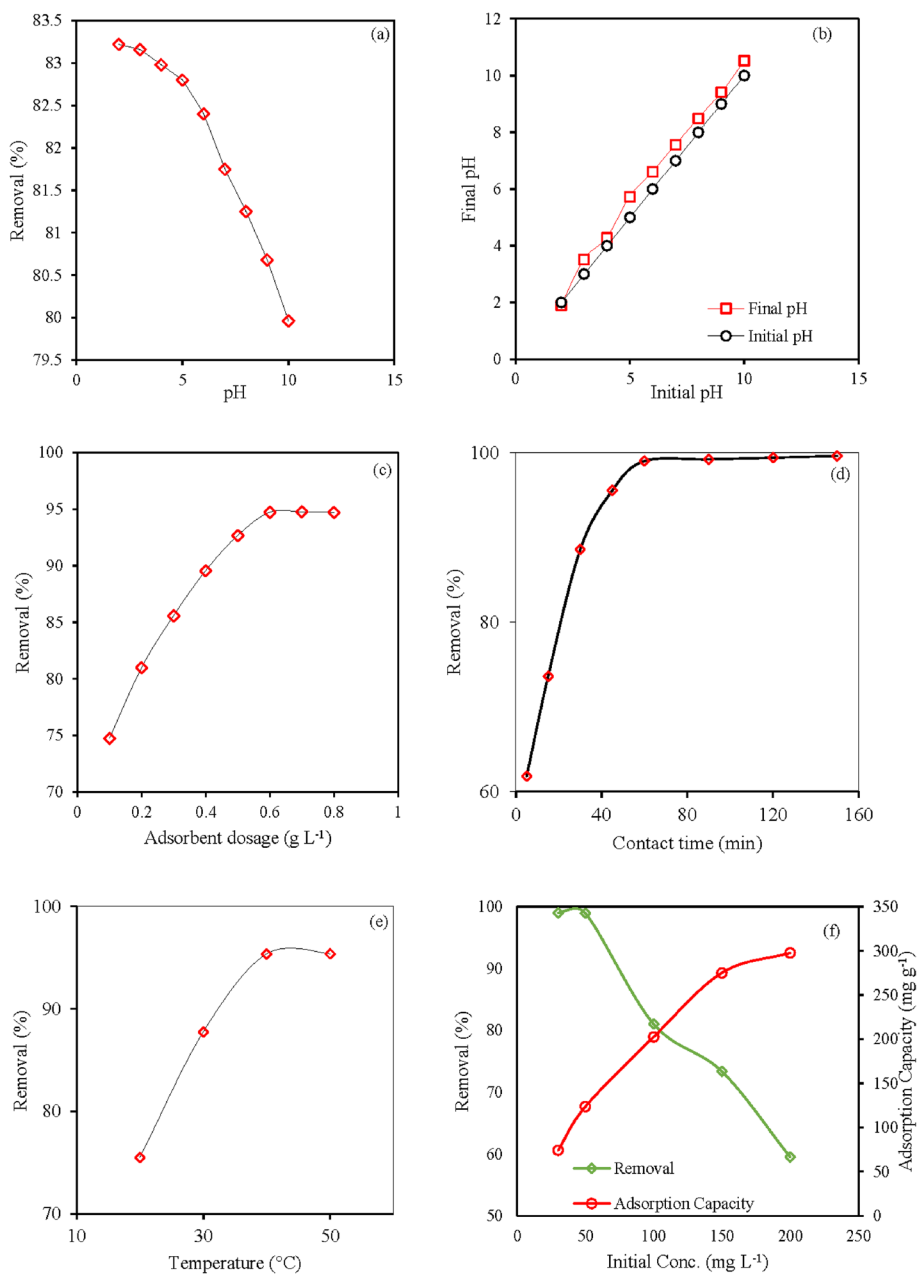 (a)
83.5
83
82.5
82
81.5
81
80.5
80
79.5
Removal (%)
0 5 10 15
pH
(b)
12
10
8
6
4
2
0
Final pH
Final pH
Initial pH
0 5 10 15
Initial pH
(c)
100
95
90
85
80
75
70
Removal (%)
0 0.2 0.4 0.6 0.8 1
Adsorbent dosage (g L⁻¹)
(d)
100
80
60
Removal (%)
0 40 80 120 160
Contact time (min)
(e)
100
90
80
70
Removal (%)
10 30 50
Temperature (°C)
(f)
100
90
80
70
60
50
Removal (%)
350
300
250
200
150
100
50
0
Adsorption Capacity (mg g⁻¹)
Removal
Adsorption Capacity
0 50 100 150 200 250
Initial Conc. (mg L⁻¹)